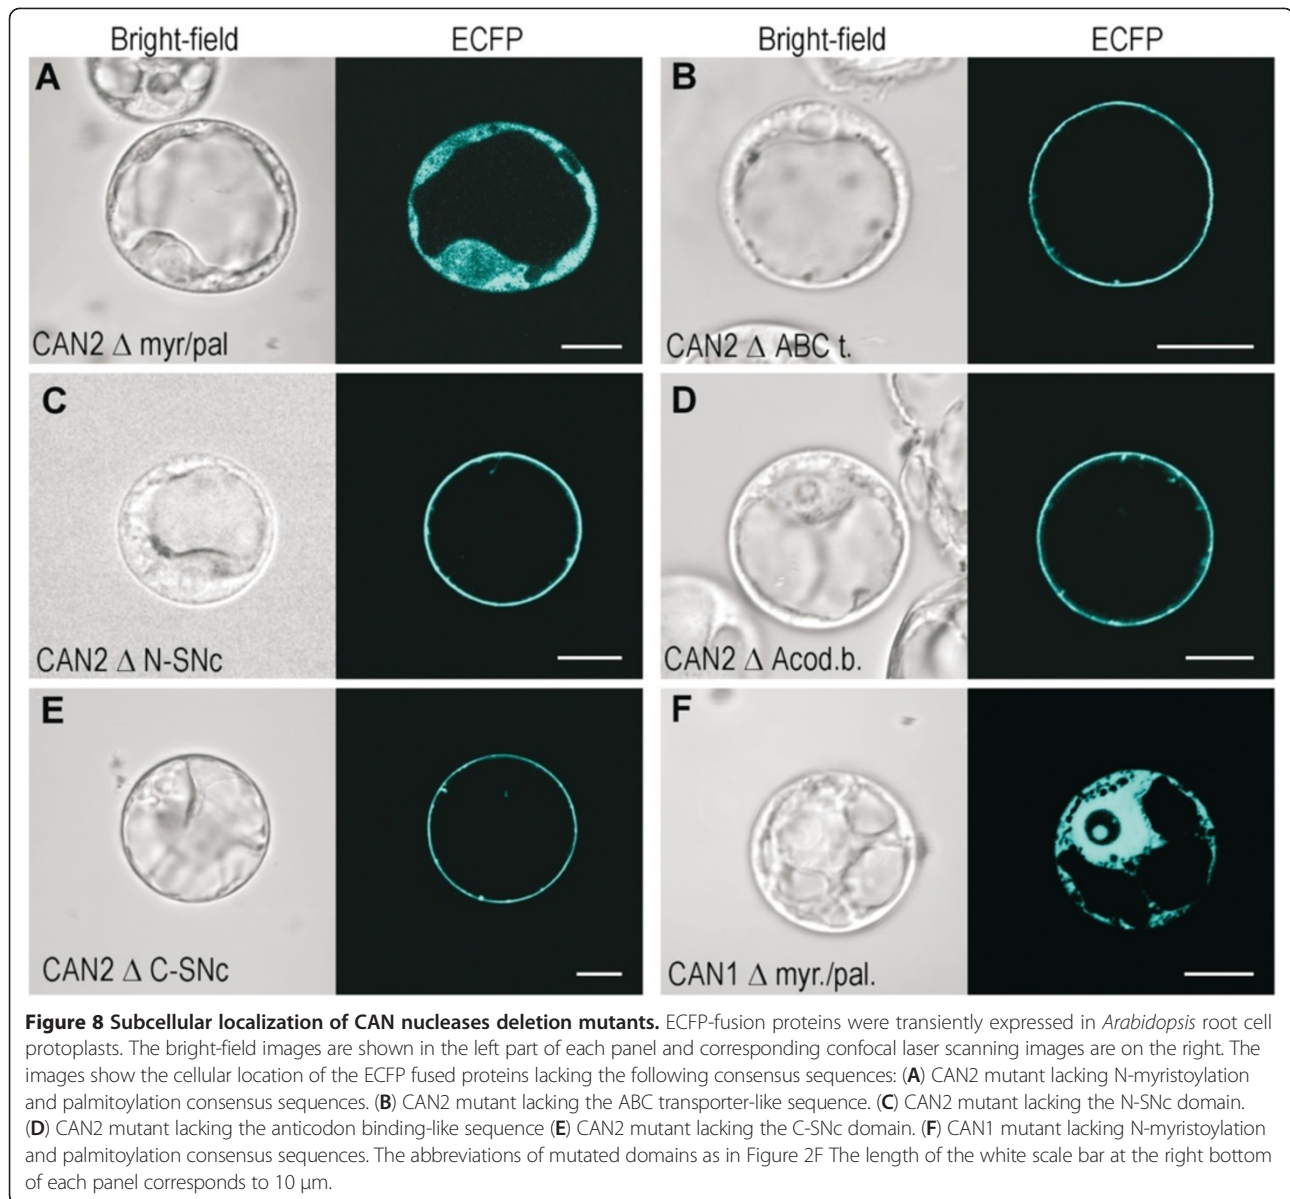 Bright-field ECFP Bright-field ECFP
A B
CAN2 Δ myr/pal CAN2 Δ ABC t.
C D
CAN2 Δ N-SNc CAN2 Δ Acod.b.
E F
CAN2 Δ C-SNc CAN1 Δ myr./pal.
Figure 8 Subcellular localization of CAN nucleases deletion mutants. ECFP-fusion proteins were transiently expressed in Arabidopsis root cell
protoplasts. The bright-field images are shown in the left part of each panel and corresponding confocal laser scanning images are on the right. The
images show the cellular location of the ECFP fused proteins lacking the following consensus sequences: (A) CAN2 mutant lacking N-myristoylation
and palmitoylation consensus sequences. (B) CAN2 mutant lacking the ABC transporter-like sequence. (C) CAN2 mutant lacking the N-SNc domain.
(D) CAN2 mutant lacking the anticodon binding-like sequence (E) CAN2 mutant lacking the C-SNc domain. (F) CAN1 mutant lacking N-myristoylation
and palmitoylation consensus sequences. The abbreviations of mutated domains as in Figure 2F The length of the white scale bar at the right bottom
of each panel corresponds to 10 μm.